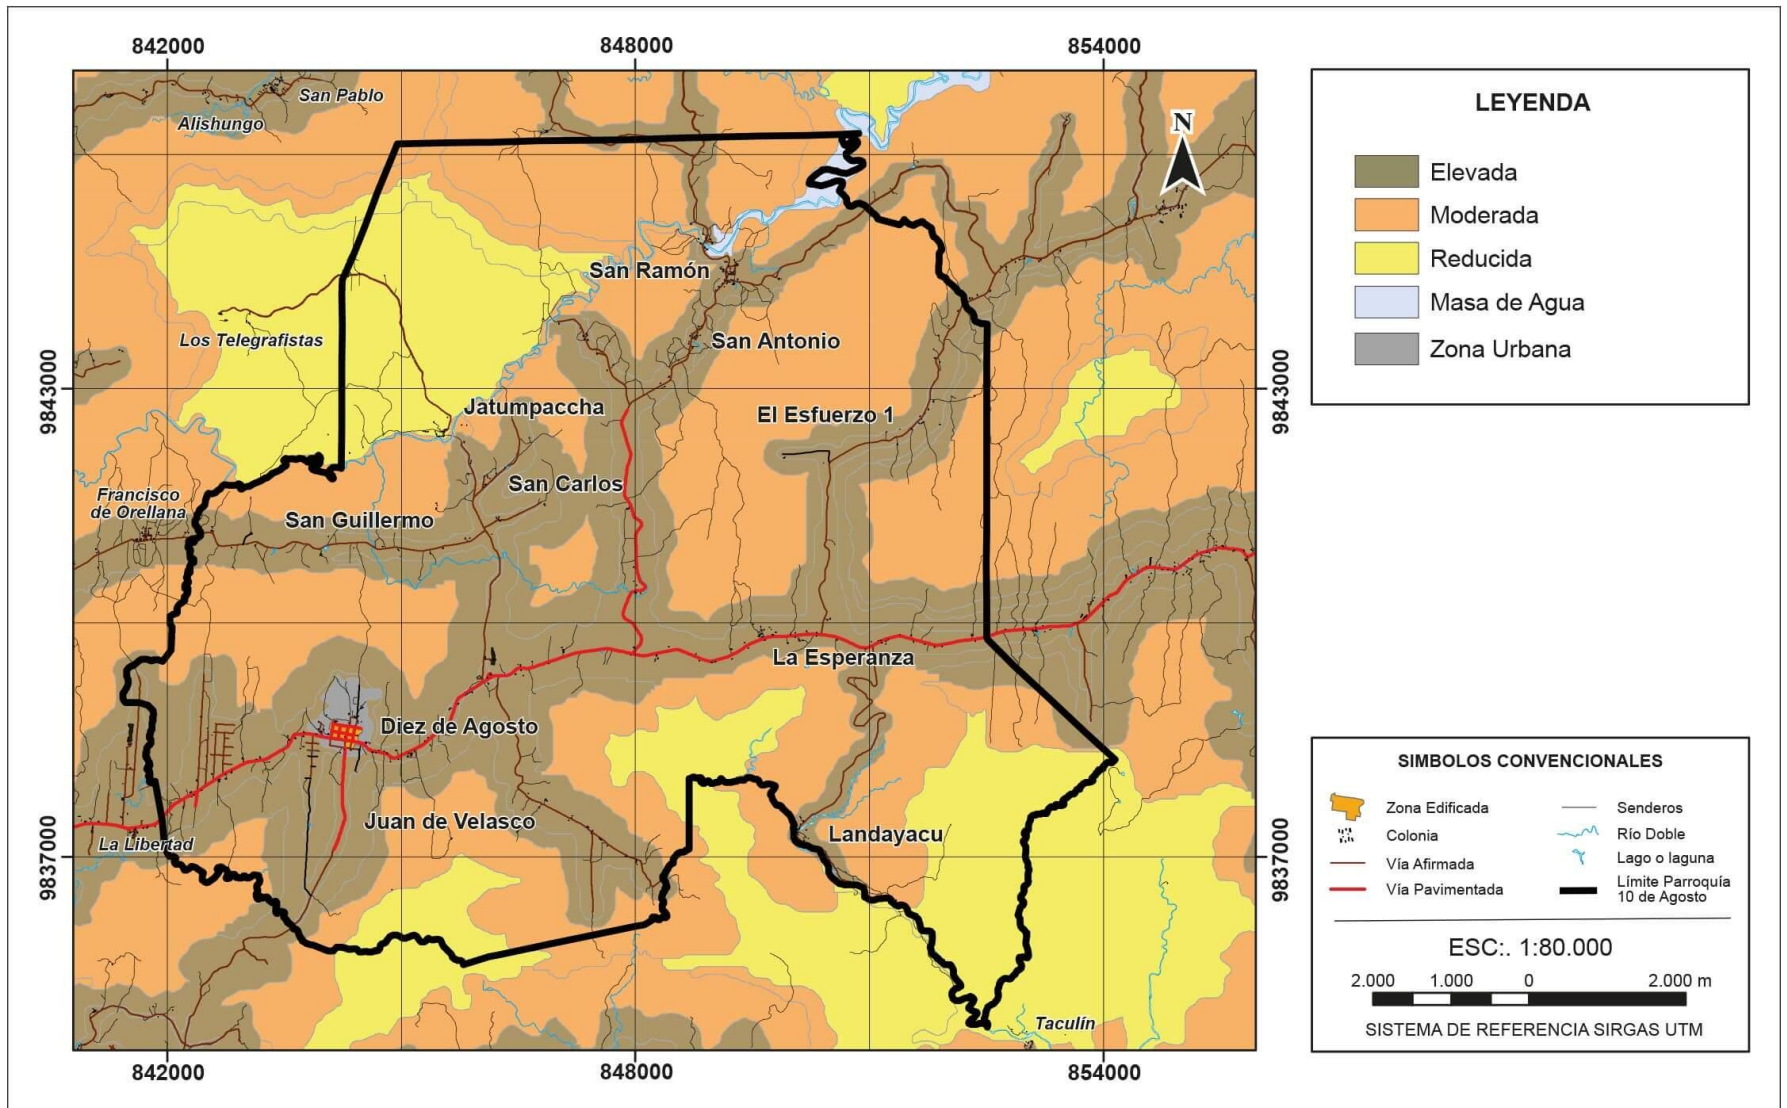 842000
848000
854000
San Pablo
Alishungo
San Ramón
Los Telegrafistas
San Antonio
9843000
9843000
Jatumpaccha
El Esfuerzo 1
San Carlos
Francisco
de Orellana
San Guillermo
La Esperanza
Diez de Agosto
Juan de Velasco
Landayacu
La Libertad
9837000
9837000
Taculín
842000
848000
854000
N
LEYENDA
Elevada
Moderada
Reducida
Masa de Agua
Zona Urbana
SIMBOLOS CONVENCIONALES
Zona Edificada
Colonia
Vía Afirmada
Vía Pavimentada
Senderos
Río Doble
Lago o laguna
Límite Parroquía
10 de Agosto
ESC:. 1:80.000
2.000 1.000 0 2.000 m
SISTEMA DE REFERENCIA SIRGAS UTM